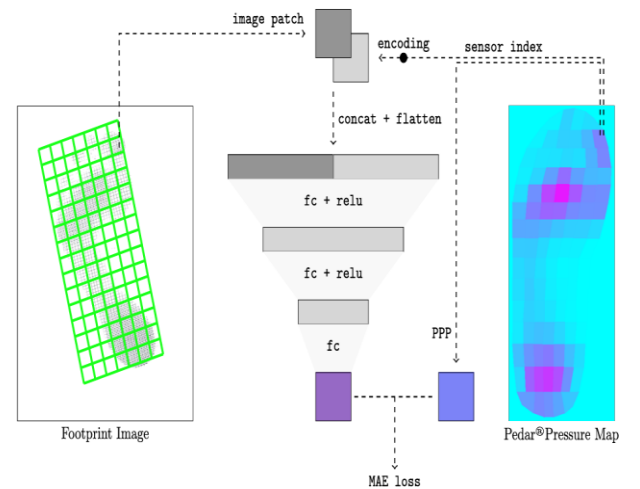 image patch
encoding
sensor index
concat + flatten
fc + relu
fc + relu
fc
PPP
Footprint Image
Pedar®Pressure Map
MAE loss